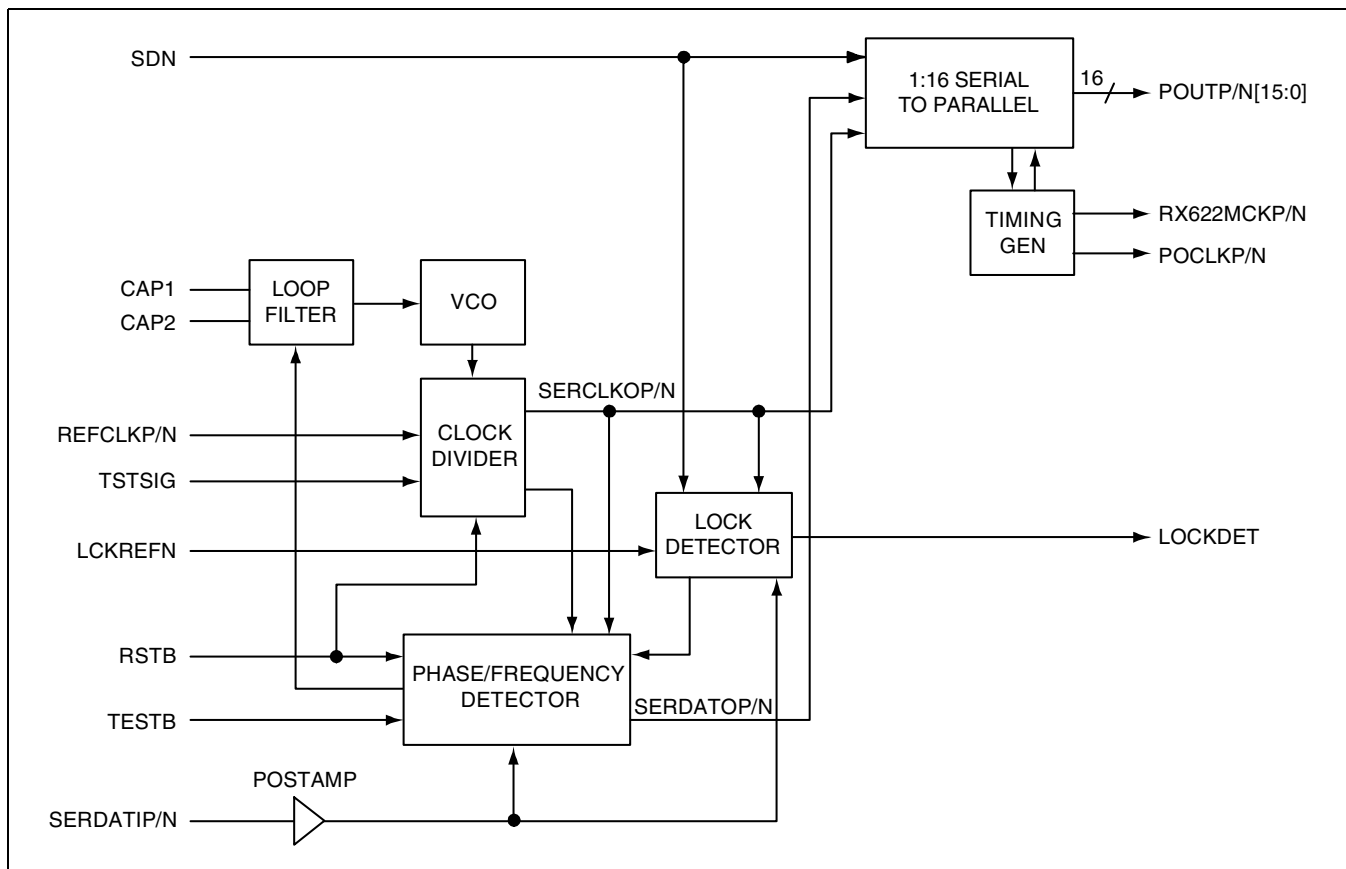 SDN
1:16 SERIAL
TO PARALLEL
16
POUTP/N[15:0]
TIMING
GEN
RX622MCKP/N
POCLKP/N
CAP1
CAP2
LOOP
FILTER
VCO
SERCLKOP/N
REFCLKP/N
TSTSIG
CLOCK
DIVIDER
LCKREFN
LOCK
DETECTOR
LOCKDET
RSTB
TESTB
PHASE/FREQUENCY
DETECTOR
SERDATOP/N
POSTAMP
SERDATIP/N